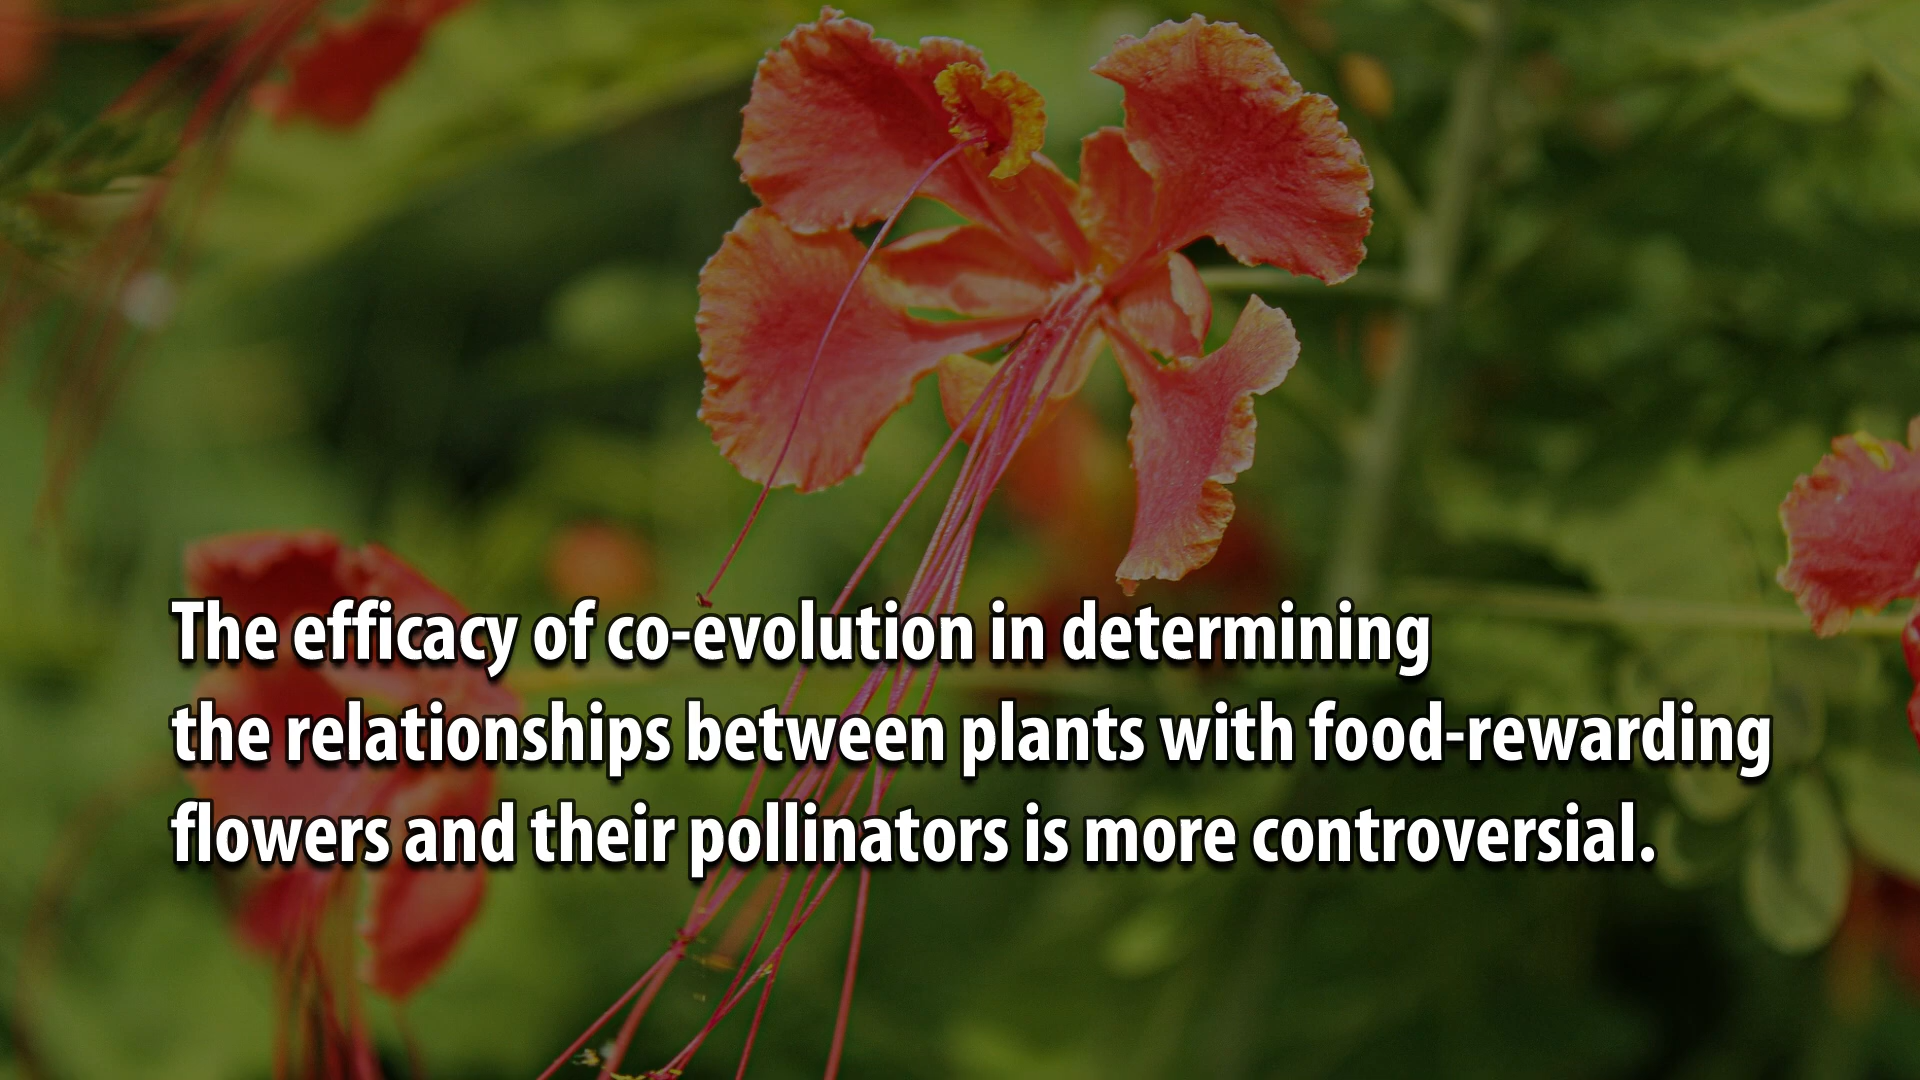 The efficacy of co-evolution in determining
the relationships between plants with food-rewarding
flowers and their pollinators is more controversial.